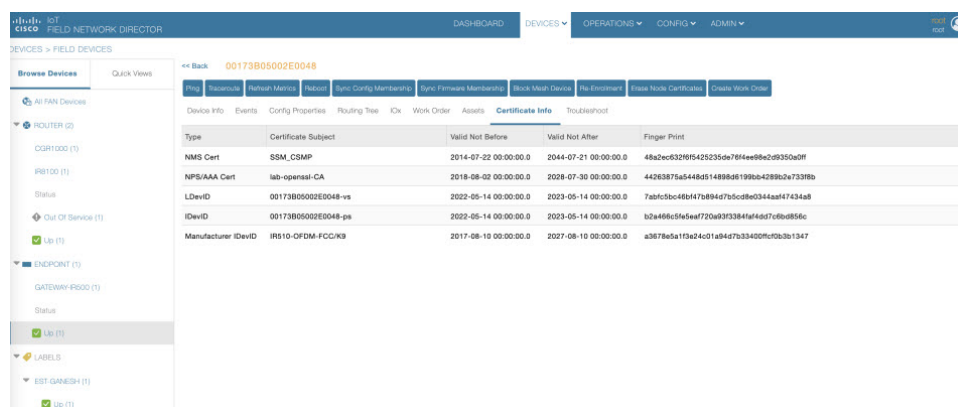 CISCO IoT FIELD NETWORK DIRECTOR
DASHBOARD DEVICES OPERATIONS CONFIG ADMIN
root
root
DEVICES > FIELD DEVICES
Browse Devices Quick Views
All FAN Devices
ROUTER (2)
CGR1000 (1)
IR8100 (1)
Status
Out Of Service (1)
Up (1)
ENDPOINT (1)
GATEWAY-IR500 (1)
Status
Up (1)
LABELS
EST-GANESH (1)
Up (1)
<< Back 00173B05002E0048
Ping Traceroute Refresh Metrics Reboot Sync Config Membership Sync Firmware Membership Block Mesh Device Re-Enrolment Erase Node Certificates Create Work Order
Device Info Events Config Properties Routing Tree IOx Work Order Assets Certificate Info Troubleshoot
Type Certificate Subject Valid Not Before Valid Not After Finger Print
NMS Cert SSM_CSMP 2014-07-22 00:00:00.0 2044-07-21 00:00:00.0 48a2ec632f6f5425235de76f4ee98e2d9350a0ff
NPS/AAA Cert lab-openssl-CA 2018-08-02 00:00:00.0 2028-07-30 00:00:00.0 44263875a5448d514898d6199bb4289b2e733f8b
LDevID 00173B05002E0048-vs 2022-05-14 00:00:00.0 2023-05-14 00:00:00.0 7abfc5bc46bf47b894d7b5cd8e0344aaf47434a8
IDevID 00173B05002E0048-ps 2022-05-14 00:00:00.0 2023-05-14 00:00:00.0 b2a466c5fe5eaf720a93f3384faf4dd7c6bd856c
Manufacturer IDevID IR510-OFDM-FCC/K9 2017-08-10 00:00:00.0 2027-08-10 00:00:00.0 a3678e5a1f3e24c01a94d7b33400ffcf0b3b1347